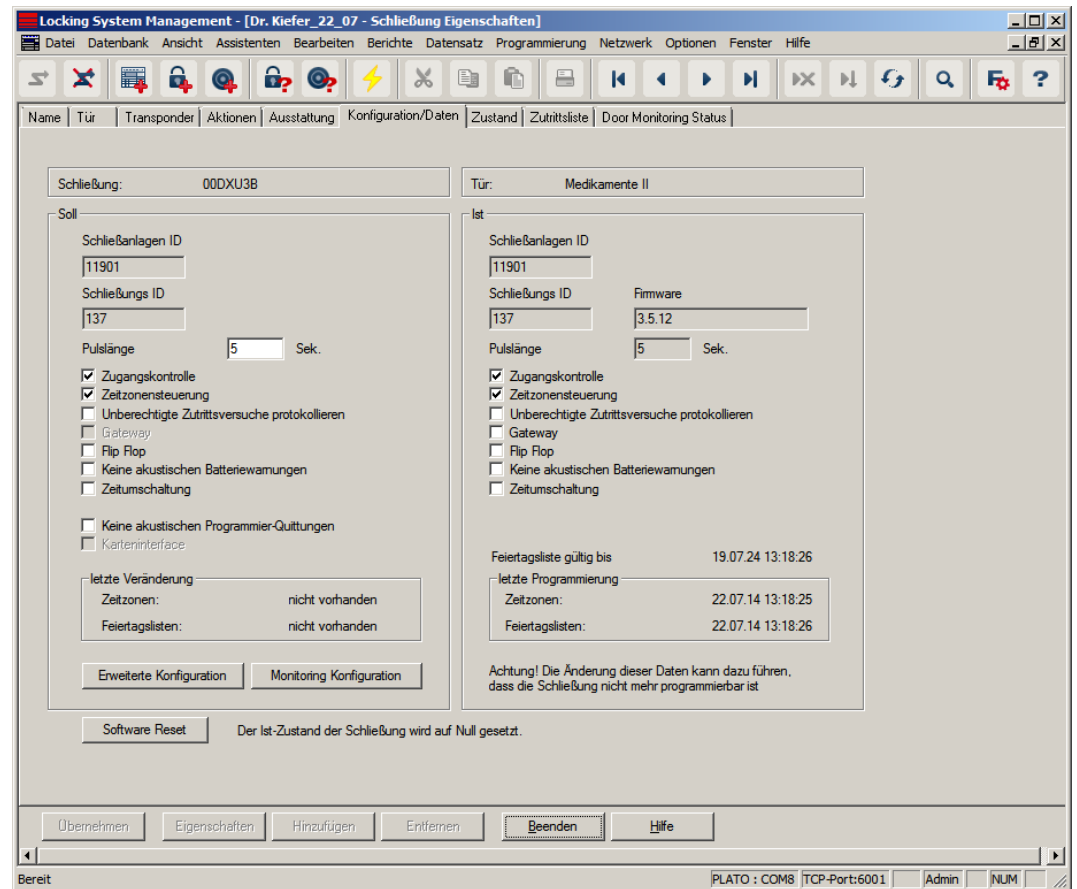 Locking System Management - [Dr. Kiefer_22_07 - Schließung Eigenschaften]
Datei Datenbank Ansicht Assistenten Bearbeiten Berichte Datensatz Programmierung Netzwerk Optionen Fenster Hilfe
Name Tür Transponder Aktionen Ausstattung Konfiguration/Daten Zustand Zutrittsliste Door Monitoring Status
Schließung: 00DXU3B Tür: Medikamente II
Soll Ist
Schließanlagen ID Schließanlagen ID
11901 11901
Schließungs ID Schließungs ID Firmware
137 137 3.5.12
Pulslänge 5 Sek. Pulslänge 5 Sek.
Zugangskontrolle Zugangskontrolle
Zeitzonensteuerung Zeitzonensteuerung
Unberechtigte Zutrittsversuche protokollieren Unberechtigte Zutrittsversuche protokollieren
Gateway Gateway
Flip Flop Flip Flop
Keine akustischen Batteriewarnungen Keine akustischen Batteriewarnungen
Zeitumschaltung Zeitumschaltung
Keine akustischen Programmier-Quittungen
Karteninterface
Feiertagsliste gültig bis 19.07.24 13:18:26
letzte Veränderung letzte Programmierung
Zeitzonen: nicht vorhanden Zeitzonen: 22.07.14 13:18:25
Feiertagslisten: nicht vorhanden Feiertagslisten: 22.07.14 13:18:26
Erweiterte Konfiguration Monitoring Konfiguration Achtung! Die Änderung dieser Daten kann dazu führen,
dass die Schließung nicht mehr programmierbar ist
Software Reset Der Ist-Zustand der Schließung wird auf Null gesetzt.
Übernehmen Eigenschaften Hinzufügen Entfernen Beenden Hilfe
Bereit PLATO : COM8 TCP-Port:6001 Admin NUM